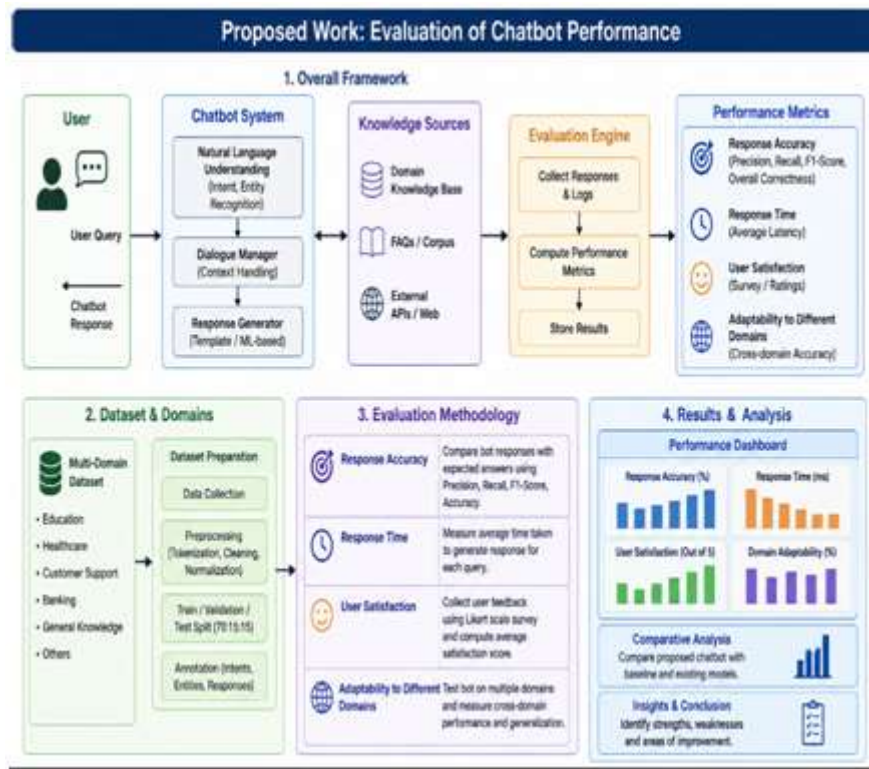 Proposed Work: Evaluation of Chatbot Performance
1. Overall Framework
User
User Query
Chatbot
Response
Chatbot System
Natural Language
Understanding
(Intent, Entity
Recognition)
Dialogue Manager
(Context Handling)
Response Generator
(Template / ML-based)
Knowledge Sources
Domain
Knowledge Base
FAQs / Corpus
External
APIs / Web
Evaluation Engine
Collect Responses
& Logs
Compute Performance
Metrics
Store Results
Performance Metrics
Response Accuracy
(Precision, Recall, F1-Score,
Overall Correctness)
Response Time
(Average Latency)
User Satisfaction
(Survey / Ratings)
Adaptability to Different
Domains
(Cross-domain Accuracy)
2. Dataset & Domains
Multi-Domain
Dataset
• Education
• Healthcare
• Customer Support
• Banking
• General Knowledge
• Others
Dataset Preparation
Data Collection
Preprocessing
(Tokenization, Cleaning,
Normalization)
Train / Validation /
Test Split (70:15:15)
Annotation (Intents,
Entities, Responses)
3. Evaluation Methodology
Response Accuracy
Compare bot responses with
expected answers using
Precision, Recall, F1-Score,
Accuracy.
Response Time
Measure average time taken
to generate response for
each query.
User Satisfaction
Collect user feedback
using Likert scale survey
and compute average
satisfaction score.
Adaptability to Different
Domains
Test bot on multiple domains
and measure cross-domain
performance and generalization.
4. Results & Analysis
Performance Dashboard
Response Accuracy (%)
Response Time (ms)
User Satisfaction (Out of 5)
Domain Adaptability (%)
Comparative Analysis
Compare proposed chatbot with
baseline and existing models.
Insights & Conclusion
Identify strengths, weaknesses
and areas of improvement.